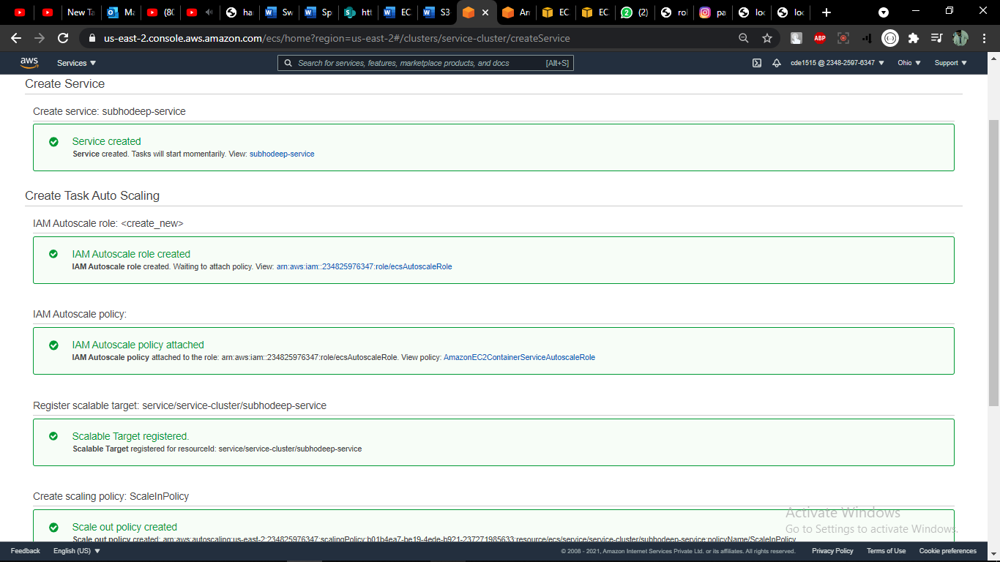 New Ta
Ma
(80
ha
Sw
Sp
htt
EC
S3
An
EC
EC
(2)
rol
pa
loc
loc
us-east-2.console.aws.amazon.com/ecs/home?region=us-east-2#/clusters/service-cluster/createService
ABP
aws
Services
Search for services, features, marketplace products, and docs
[Alt+S]
cde1515 @ 2348-2597-6347
Ohio
Support
Create Service
Create service: subhodeep-service
Service created
Service created. Tasks will start momentarily. View: subhodeep-service
Create Task Auto Scaling
IAM Autoscale role: <create_new>
IAM Autoscale role created
IAM Autoscale role created. Waiting to attach policy. View: arn:aws:iam::234825976347:role/ecsAutoscaleRole
IAM Autoscale policy:
IAM Autoscale policy attached
IAM Autoscale policy attached to the role: arn:aws:iam::234825976347:role/ecsAutoscaleRole. View policy: AmazonEC2ContainerServiceAutoscaleRole
Register scalable target: service/service-cluster/subhodeep-service
Scalable Target registered.
Scalable Target registered for resourceId: service/service-cluster/subhodeep-service
Create scaling policy: ScaleInPolicy
Scale out policy created
Scale out policy created: arn:aws:autoscaling:us-east-2:234825976347:scalingPolicy:b01b4ea7-be19-4ede-b921-237271985633:resource/ecs/service/service-cluster/subhodeep-service:policyName/ScaleInPolicy
Activate Windows
Go to Settings to activate Windows.
Feedback
English (US)
© 2008 - 2021, Amazon Internet Services Private Ltd. or its affiliates. All rights reserved.
Privacy Policy
Terms of Use
Cookie preferences